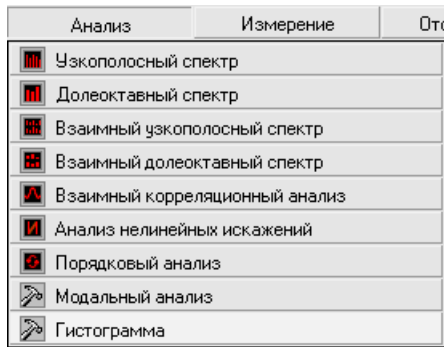 Анализ Измерение Ото
Узкополосный спектр
Долеоктавный спектр
Взаимный узкополосный спектр
Взаимный долеоктавный спектр
Взаимный корреляционный анализ
Анализ нелинейных искажений
Порядковый анализ
Модальный анализ
Гистограмма